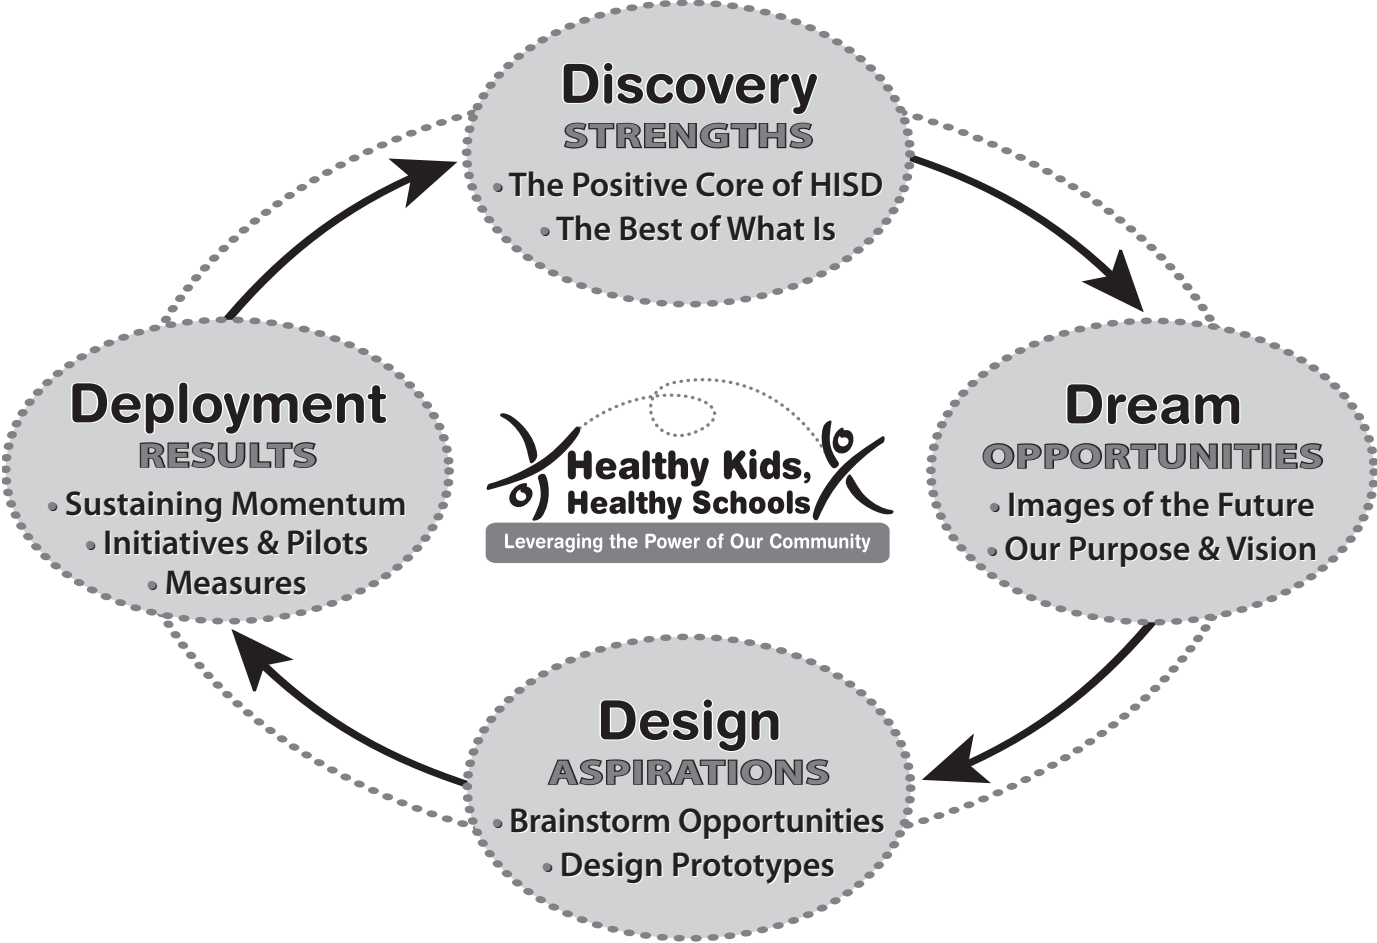 Discovery
STRENGTHS
• The Positive Core of HISD
• The Best of What Is
Deployment
RESULTS
• Sustaining Momentum
• Initiatives & Pilots
• Measures
Healthy Kids,
Healthy Schools
Leveraging the Power of Our Community
Dream
OPPORTUNITIES
• Images of the Future
• Our Purpose & Vision
Design
ASPIRATIONS
• Brainstorm Opportunities
• Design Prototypes